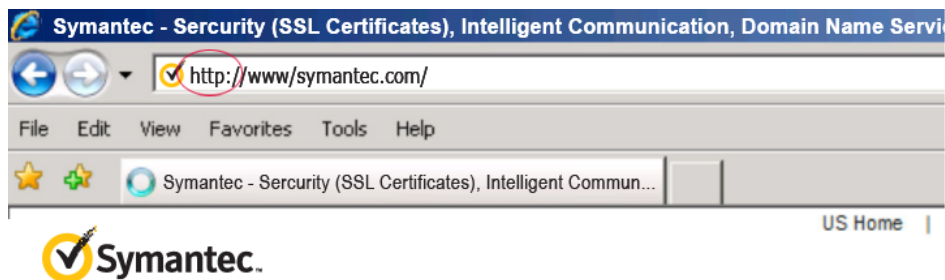 Symantec - Sercurity (SSL Certificates), Intelligent Communication, Domain Name Servi
http://www/symantec.com/
File Edit View Favorites Tools Help
Symantec - Sercurity (SSL Certificates), Intelligent Commun...
US Home |
Symantec.